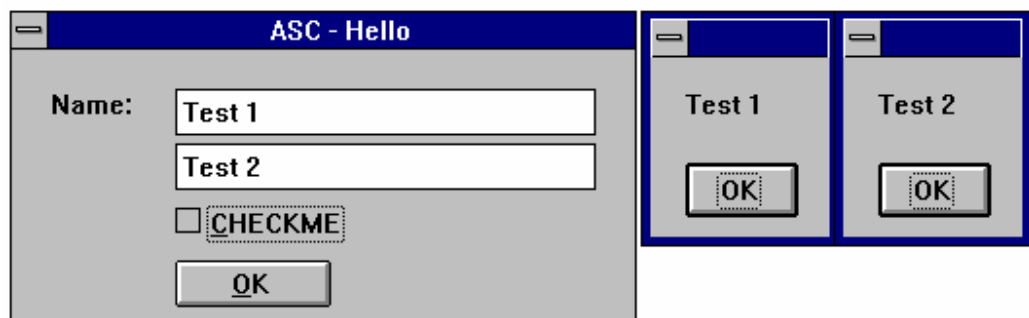 ASC - Hello
Name:
Test 1
Test 2
CHECKME
OK
Test 1
OK
Test 2
OK